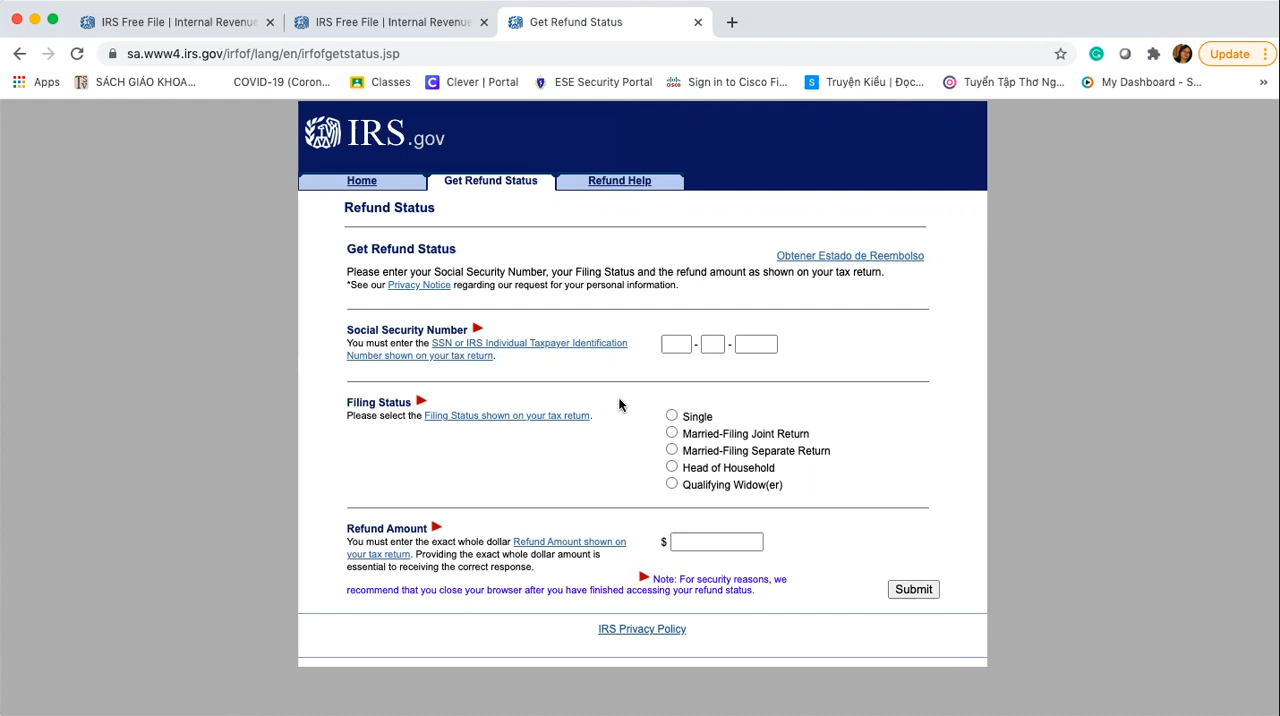 IRS Free File | Internal Revenue
IRS Free File | Internal Revenue
Get Refund Status
sa.www4.irs.gov/irfof/lang/en/irfofgetstatus.jsp
Update
Apps
SÁCH GIÁO KHOA...
COVID-19 (Coron...
Classes
Clever | Portal
ESE Security Portal
Sign in to Cisco Fi...
Truyện Kiều | Đọc...
Tuyển Tập Thơ Ng...
My Dashboard - S...
»
IRS.gov
Home
Get Refund Status
Refund Help
Refund Status
Get Refund Status
Obtener Estado de Reembolso
Please enter your Social Security Number, your Filing Status and the refund amount as shown on your tax return.
*See our Privacy Notice regarding our request for your personal information.
Social Security Number
You must enter the SSN or IRS Individual Taxpayer Identification
Number shown on your tax return.
- -
Filing Status
Please select the Filing Status shown on your tax return.
Single
Married-Filing Joint Return
Married-Filing Separate Return
Head of Household
Qualifying Widow(er)
Refund Amount
You must enter the exact whole dollar Refund Amount shown on
your tax return. Providing the exact whole dollar amount is
essential to receiving the correct response.
$
Note: For security reasons, we
recommend that you close your browser after you have finished accessing your refund status.
Submit
IRS Privacy Policy